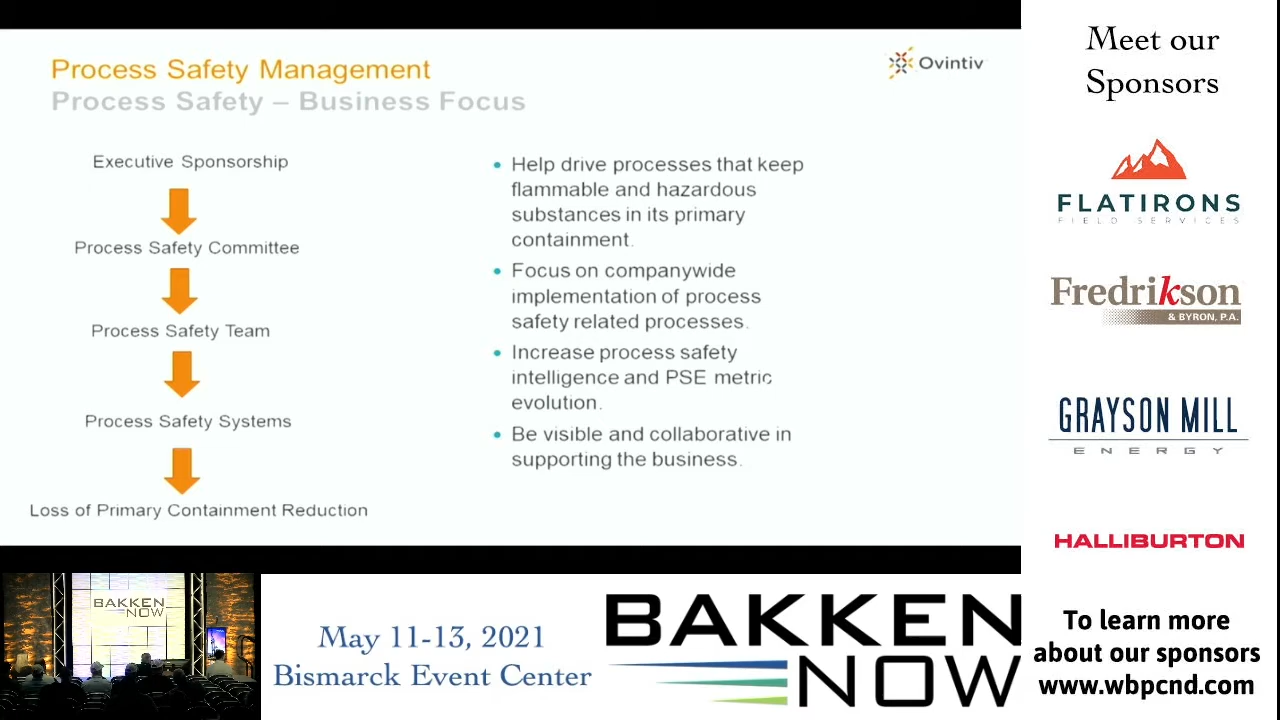 Process Safety Management
Process Safety – Business Focus
Ovintiv
Executive Sponsorship
Process Safety Committee
Process Safety Team
Process Safety Systems
Loss of Primary Containment Reduction
• Help drive processes that keep
flammable and hazardous
substances in its primary
containment.
• Focus on companywide
implementation of process
safety related processes.
• Increase process safety
intelligence and PSE metric
evolution.
• Be visible and collaborative in
supporting the business.
Meet our
Sponsors
FLATIRONS
FIELD SERVICES
Fredrikson
& BYRON, P.A.
GRAYSON MILL
ENERGY
HALLIBURTON
To learn more
about our sponsors
www.wbpcnd.com
BAKKEN
NOW
May 11-13, 2021
Bismarck Event Center
BAKKEN
NOW